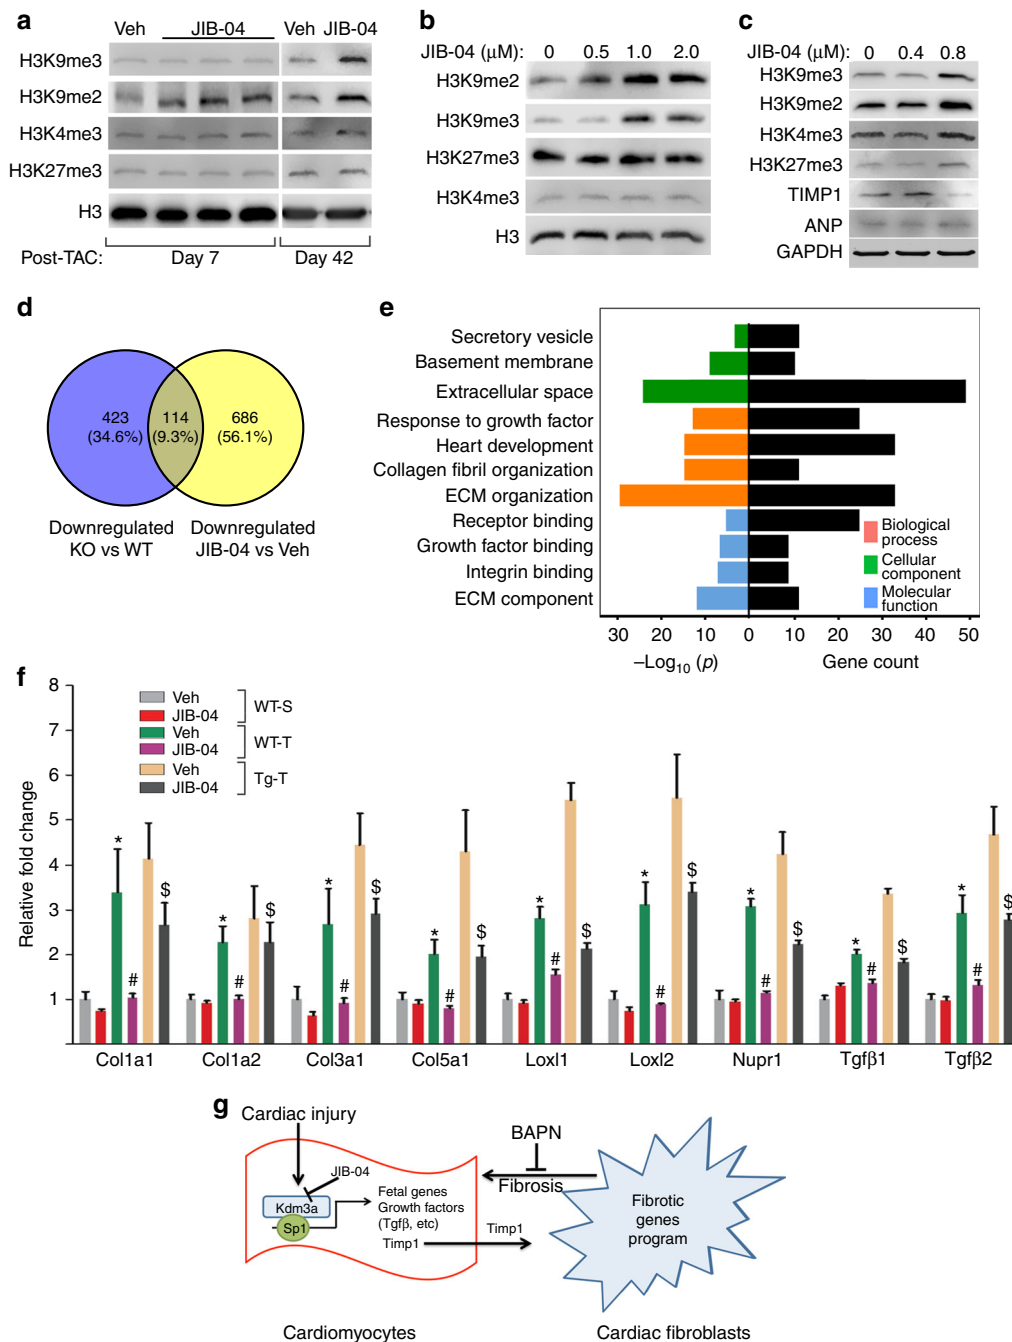 a
Veh JIB-04 Veh JIB-04
H3K9me3
H3K9me2
H3K4me3
H3K27me3
H3
Post-TAC: Day 7 Day 42
b
JIB-04 (μM): 0 0.5 1.0 2.0
H3K9me2
H3K9me3
H3K27me3
H3K4me3
H3
c
JIB-04 (μM): 0 0.4 0.8
H3K9me3
H3K9me2
H3K4me3
H3K27me3
TIMP1
ANP
GAPDH
d
423 114 686
(34.6%) (9.3%) (56.1%)
Downregulated Downregulated
KO vs WT JIB-04 vs Veh
e
Secretory vesicle
Basement membrane
Extracellular space
Response to growth factor
Heart development
Collagen fibril organization
ECM organization
Receptor binding
Growth factor binding
Integrin binding
ECM component
Biological
process
Cellular
component
Molecular
function
30 20 10 0 10 20 30 40 50
–Log10 (p) Gene count
f
Relative fold change
8
7
6
5
4
3
2
1
Veh
JIB-04
WT-S
Veh
JIB-04
WT-T
Veh
JIB-04
Tg-T
* # $
* # $
* # $
* # $
* # $
* # $
* # $
* # $
* # $
Col1a1 Col1a2 Col3a1 Col5a1 Loxl1 Loxl2 Nupr1 Tgfβ1 Tgfβ2
g
Cardiac injury
JIB-04
Kdm3a
Sp1
Fetal genes
Growth factors
(Tgfβ, etc)
Timp1
Timp1
BAPN
Fibrosis
Fibrotic
genes
program
Cardiomyocytes Cardiac fibroblasts